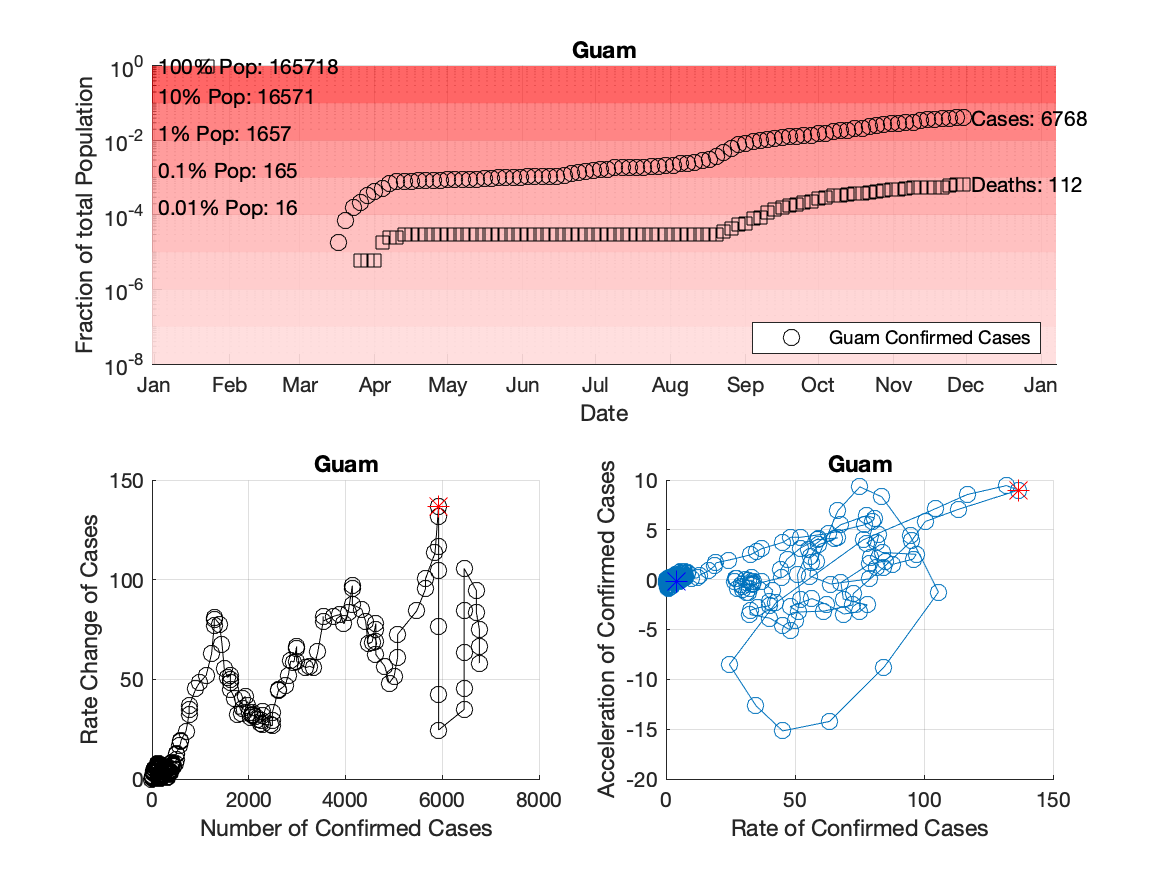 Guam
Fraction of total Population
10^0
10^-2
10^-4
10^-6
10^-8
100% Pop: 165718
10% Pop: 16571
1% Pop: 1657
0.1% Pop: 165
0.01% Pop: 16
Cases: 6768
Deaths: 112
Guam Confirmed Cases
Jan Feb Mar Apr May Jun Jul Aug Sep Oct Nov Dec Jan
Date
Guam
Rate Change of Cases
150
100
50
0
0 2000 4000 6000 8000
Number of Confirmed Cases
Guam
Acceleration of Confirmed Cases
10
5
0
-5
-10
-15
-20
0 50 100 150
Rate of Confirmed Cases